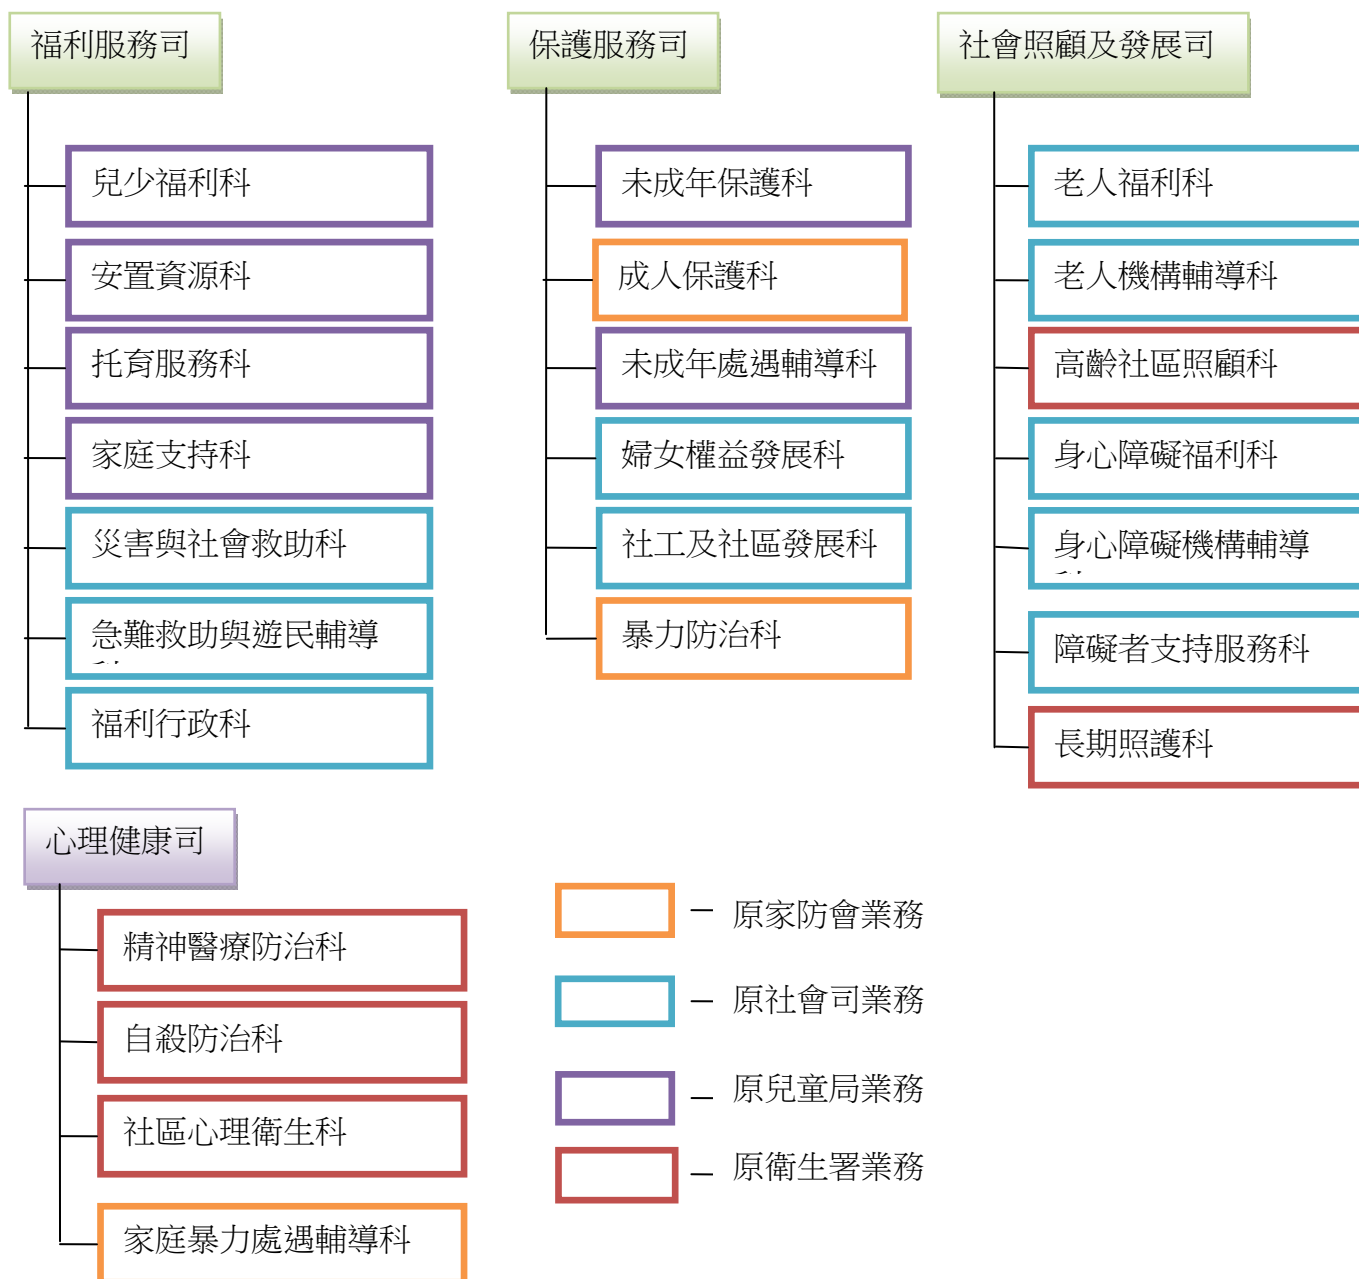 福利服務司
兒少福利科
安置資源科
托育服務科
家庭支持科
災害與社會救助科
急難救助與遊民輔導
福利行政科
保護服務司
未成年保護科
成人保護科
未成年處遇輔導科
婦女權益發展科
社工及社區發展科
暴力防治科
社會照顧及發展司
老人福利科
老人機構輔導科
高齡社區照顧科
身心障礙福利科
身心障礙機構輔導
障礙者支持服務科
長期照護科
心理健康司
精神醫療防治科
自殺防治科
社區心理衛生科
家庭暴力處遇輔導科
原家防會業務
原社會司業務
原兒童局業務
原衛生署業務